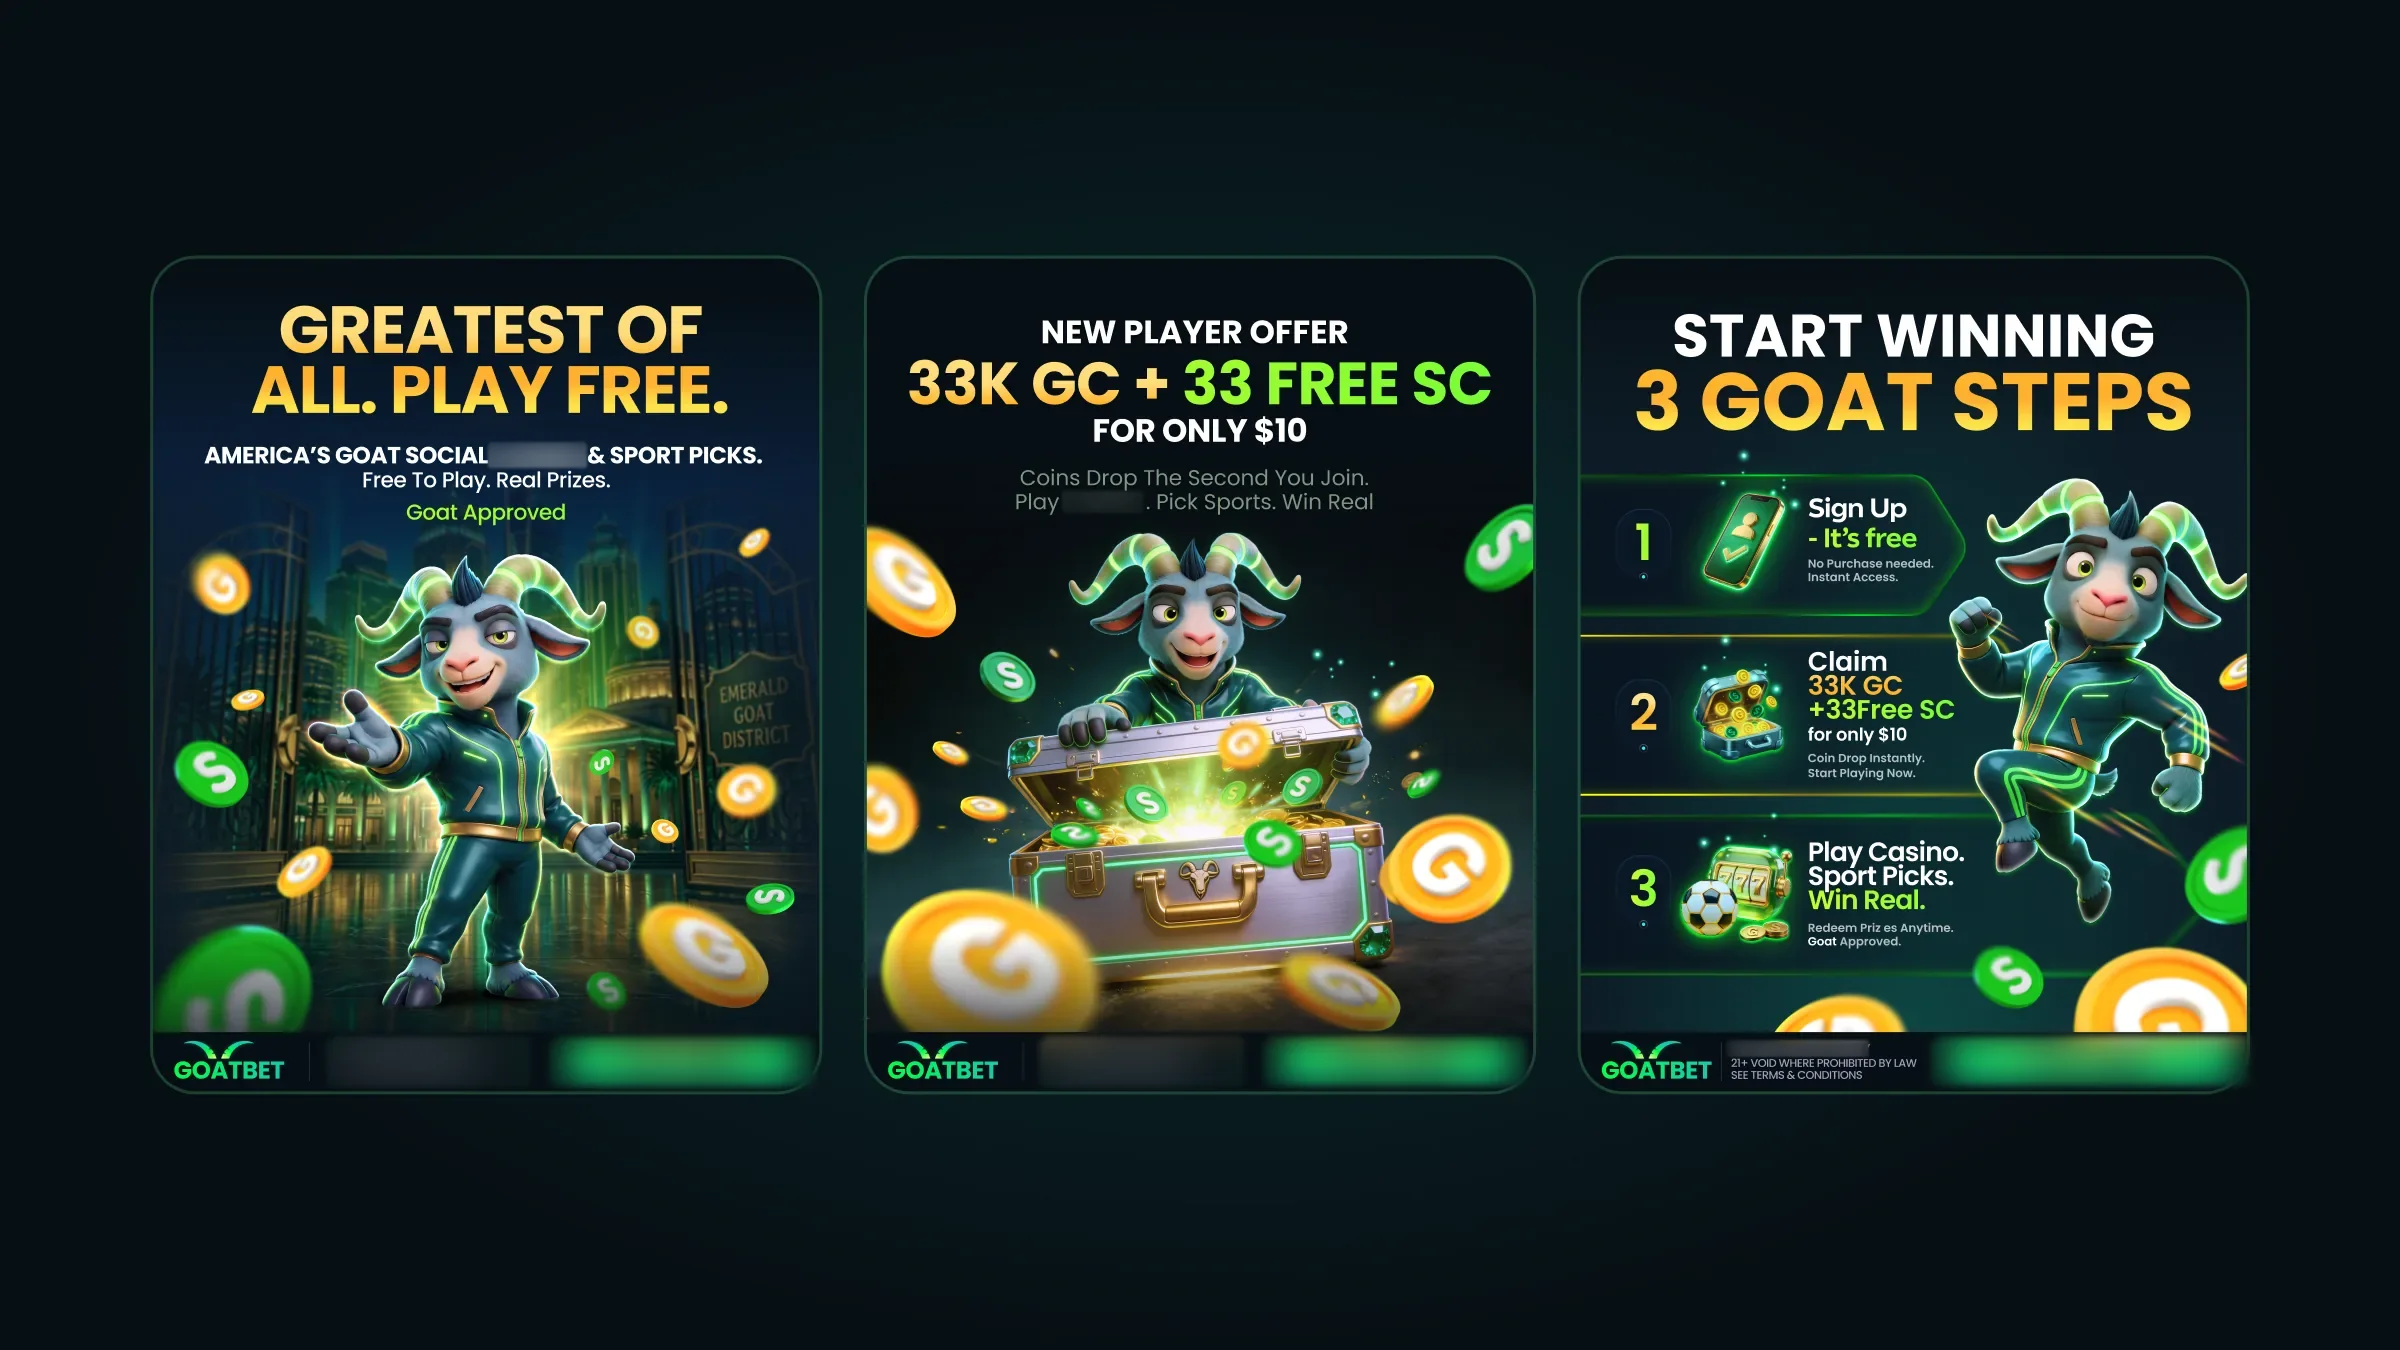 GREATEST OF
ALL. PLAY FREE.
AMERICA'S GOAT SOCIAL & SPORT PICKS.
Free To Play. Real Prizes.
Goat Approved
EMERALD
GOAT
DISTRICT
GOATBET
NEW PLAYER OFFER
33K GC + 33 FREE SC
FOR ONLY $10
Coins Drop The Second You Join.
Play . Pick Sports. Win Real
GOATBET
START WINNING
3 GOAT STEPS
1
Sign Up
- It's free
No Purchase needed.
Instant Access.
2
Claim
33K GC
+33Free SC
for only $10
Coin Drop Instantly.
Start Playing Now.
3
777
Play Casino.
Sport Picks.
Win Real.
Redeem Priz es Anytime.
Goat Approved.
GOATBET
21+ VOID WHERE PROHIBITED BY LAW
SEE TERMS & CONDITIONS